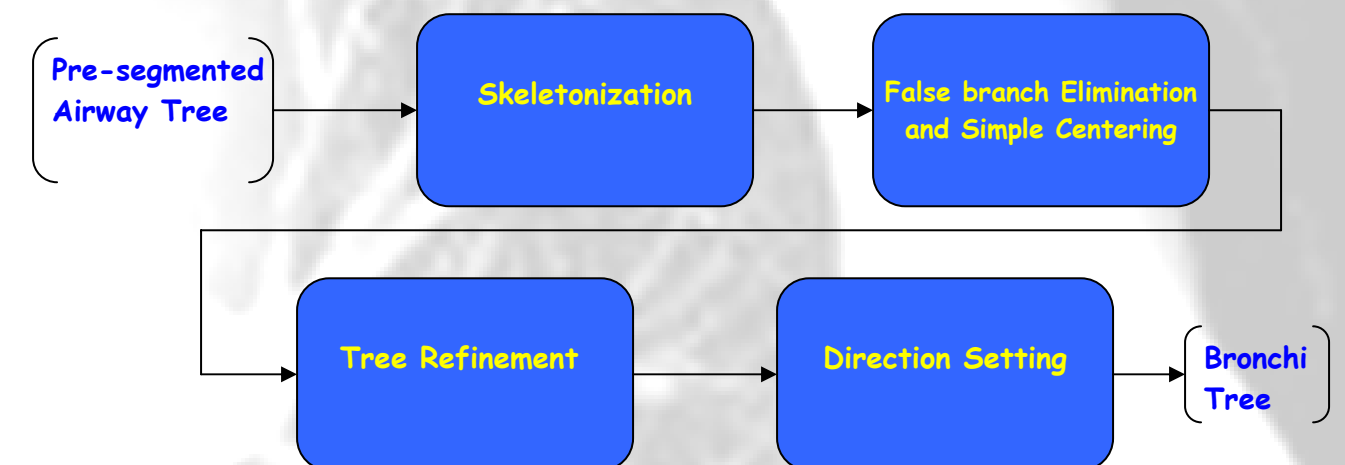 Pre-segmented
Airway Tree
Skeletonization
False branch Elimination
and Simple Centering
Tree Refinement
Direction Setting
Bronchi
Tree